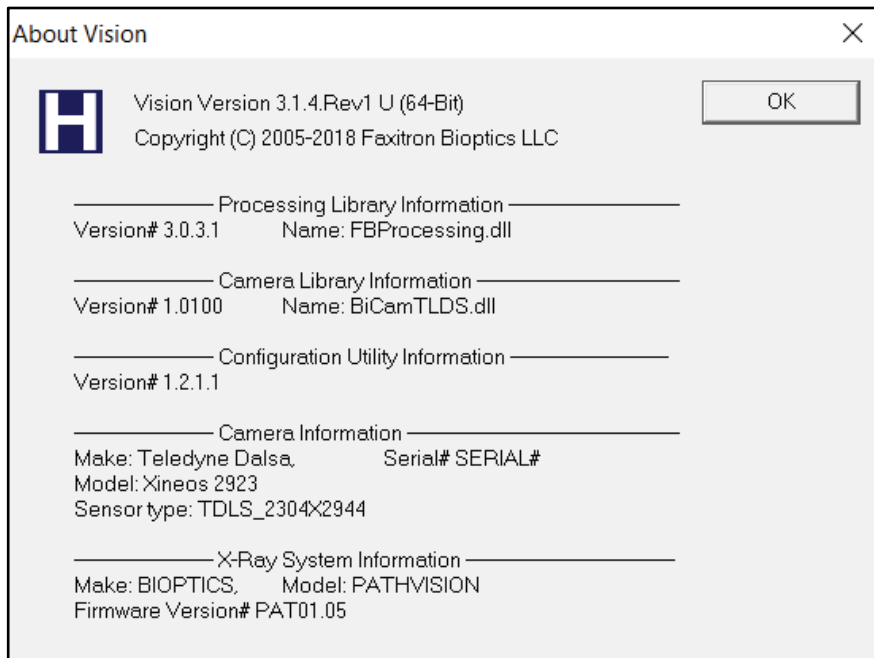 About Vision
H
Vision Version 3.1.4.Rev1 U (64-Bit)
OK
Copyright (C) 2005-2018 Faxitron Bioptics LLC
Processing Library Information
Version# 3.0.3.1 Name: FBProcessing.dll
Camera Library Information
Version# 1.0100 Name: BiCamTLDS.dll
Configuration Utility Information
Version# 1.2.1.1
Camera Information
Make: Teledyne Dalsa, Serial# SERIAL#
Model: Xineos 2923
Sensor type: TDLS_2304X2944
X-Ray System Information
Make: BIOPTICS, Model: PATHVISION
Firmware Version# PAT01.05